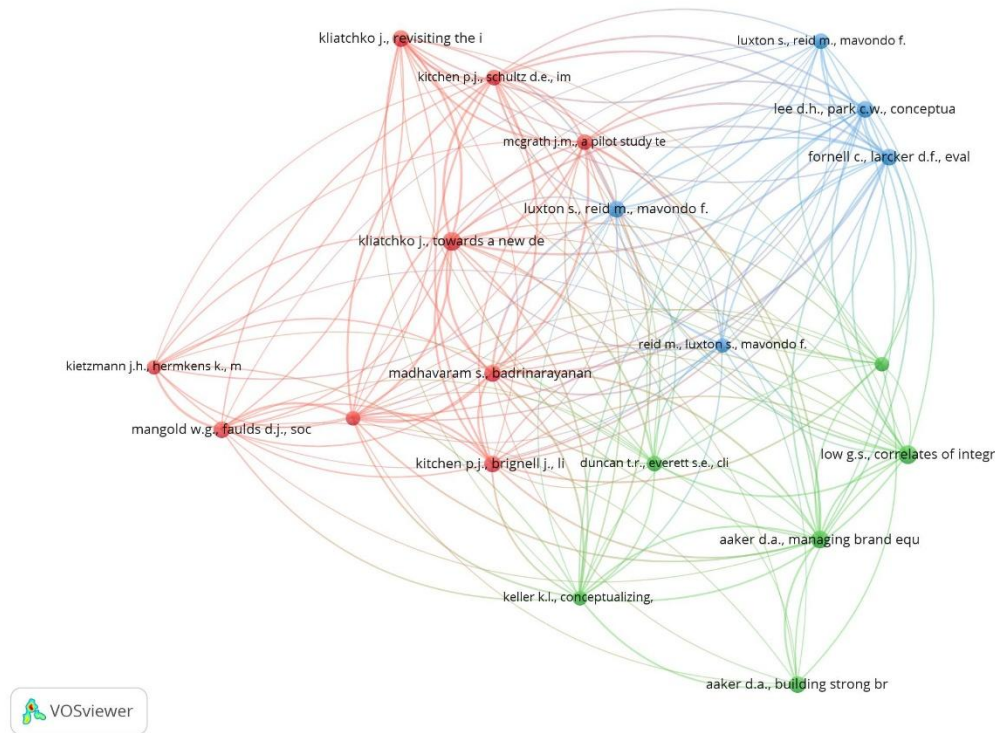 kliatchko j., revisiting the i
luxton s., reid m., mavondo f.
kitchen p.j., schultz d.e., im
lee d.h., park c.w., conceptua
mcgrath j.m., a pilot study te
fornell c., larcker d.f., eval
luxton s., reid m., mavondo f.
kliatchko j., towards a new de
reid m., luxton s., mavondo f.
kietzmann j.h., hermkens k., m
madhavaram s., badrinarayanan
mangold w.g., faulds d.j., soc
low g.s., correlates of integr
kitchen p.j., brignell j., li
duncan t.r., everett s.e., cli
aaker d.a., managing brand equ
keller k.l., conceptualizing,
aaker d.a., building strong br
VOSviewer